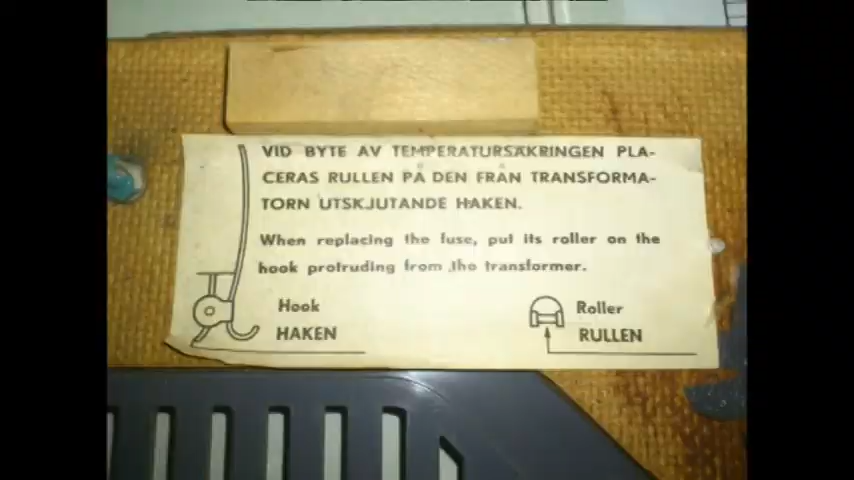 VID BYTE AV TEMPERATURSÄKRINGEN PLA-
CERAS RULLEN PÅ DEN FRÅN TRANSFORMA-
TORN UTSKJUTANDE HAKEN.
When replacing the fuse, put its roller on the
hook protruding from the transformer.
Hook
HAKEN
Roller
RULLEN